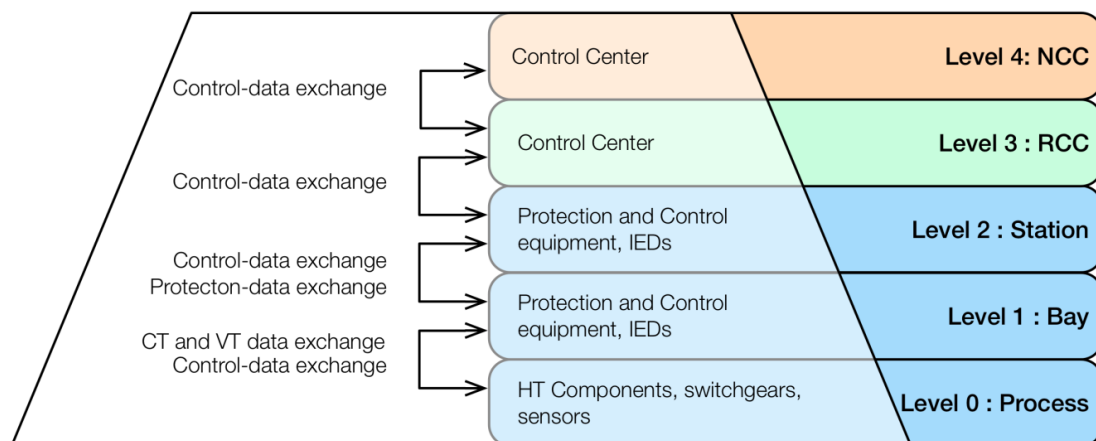 Control Center
Level 4: NCC
Control-data exchange
Control Center
Level 3 : RCC
Control-data exchange
Protection and Control
equipment, IEDs
Level 2 : Station
Control-data exchange
Protecton-data exchange
Protection and Control
equipment, IEDs
Level 1 : Bay
CT and VT data exchange
Control-data exchange
HT Components, switchgears,
sensors
Level 0 : Process